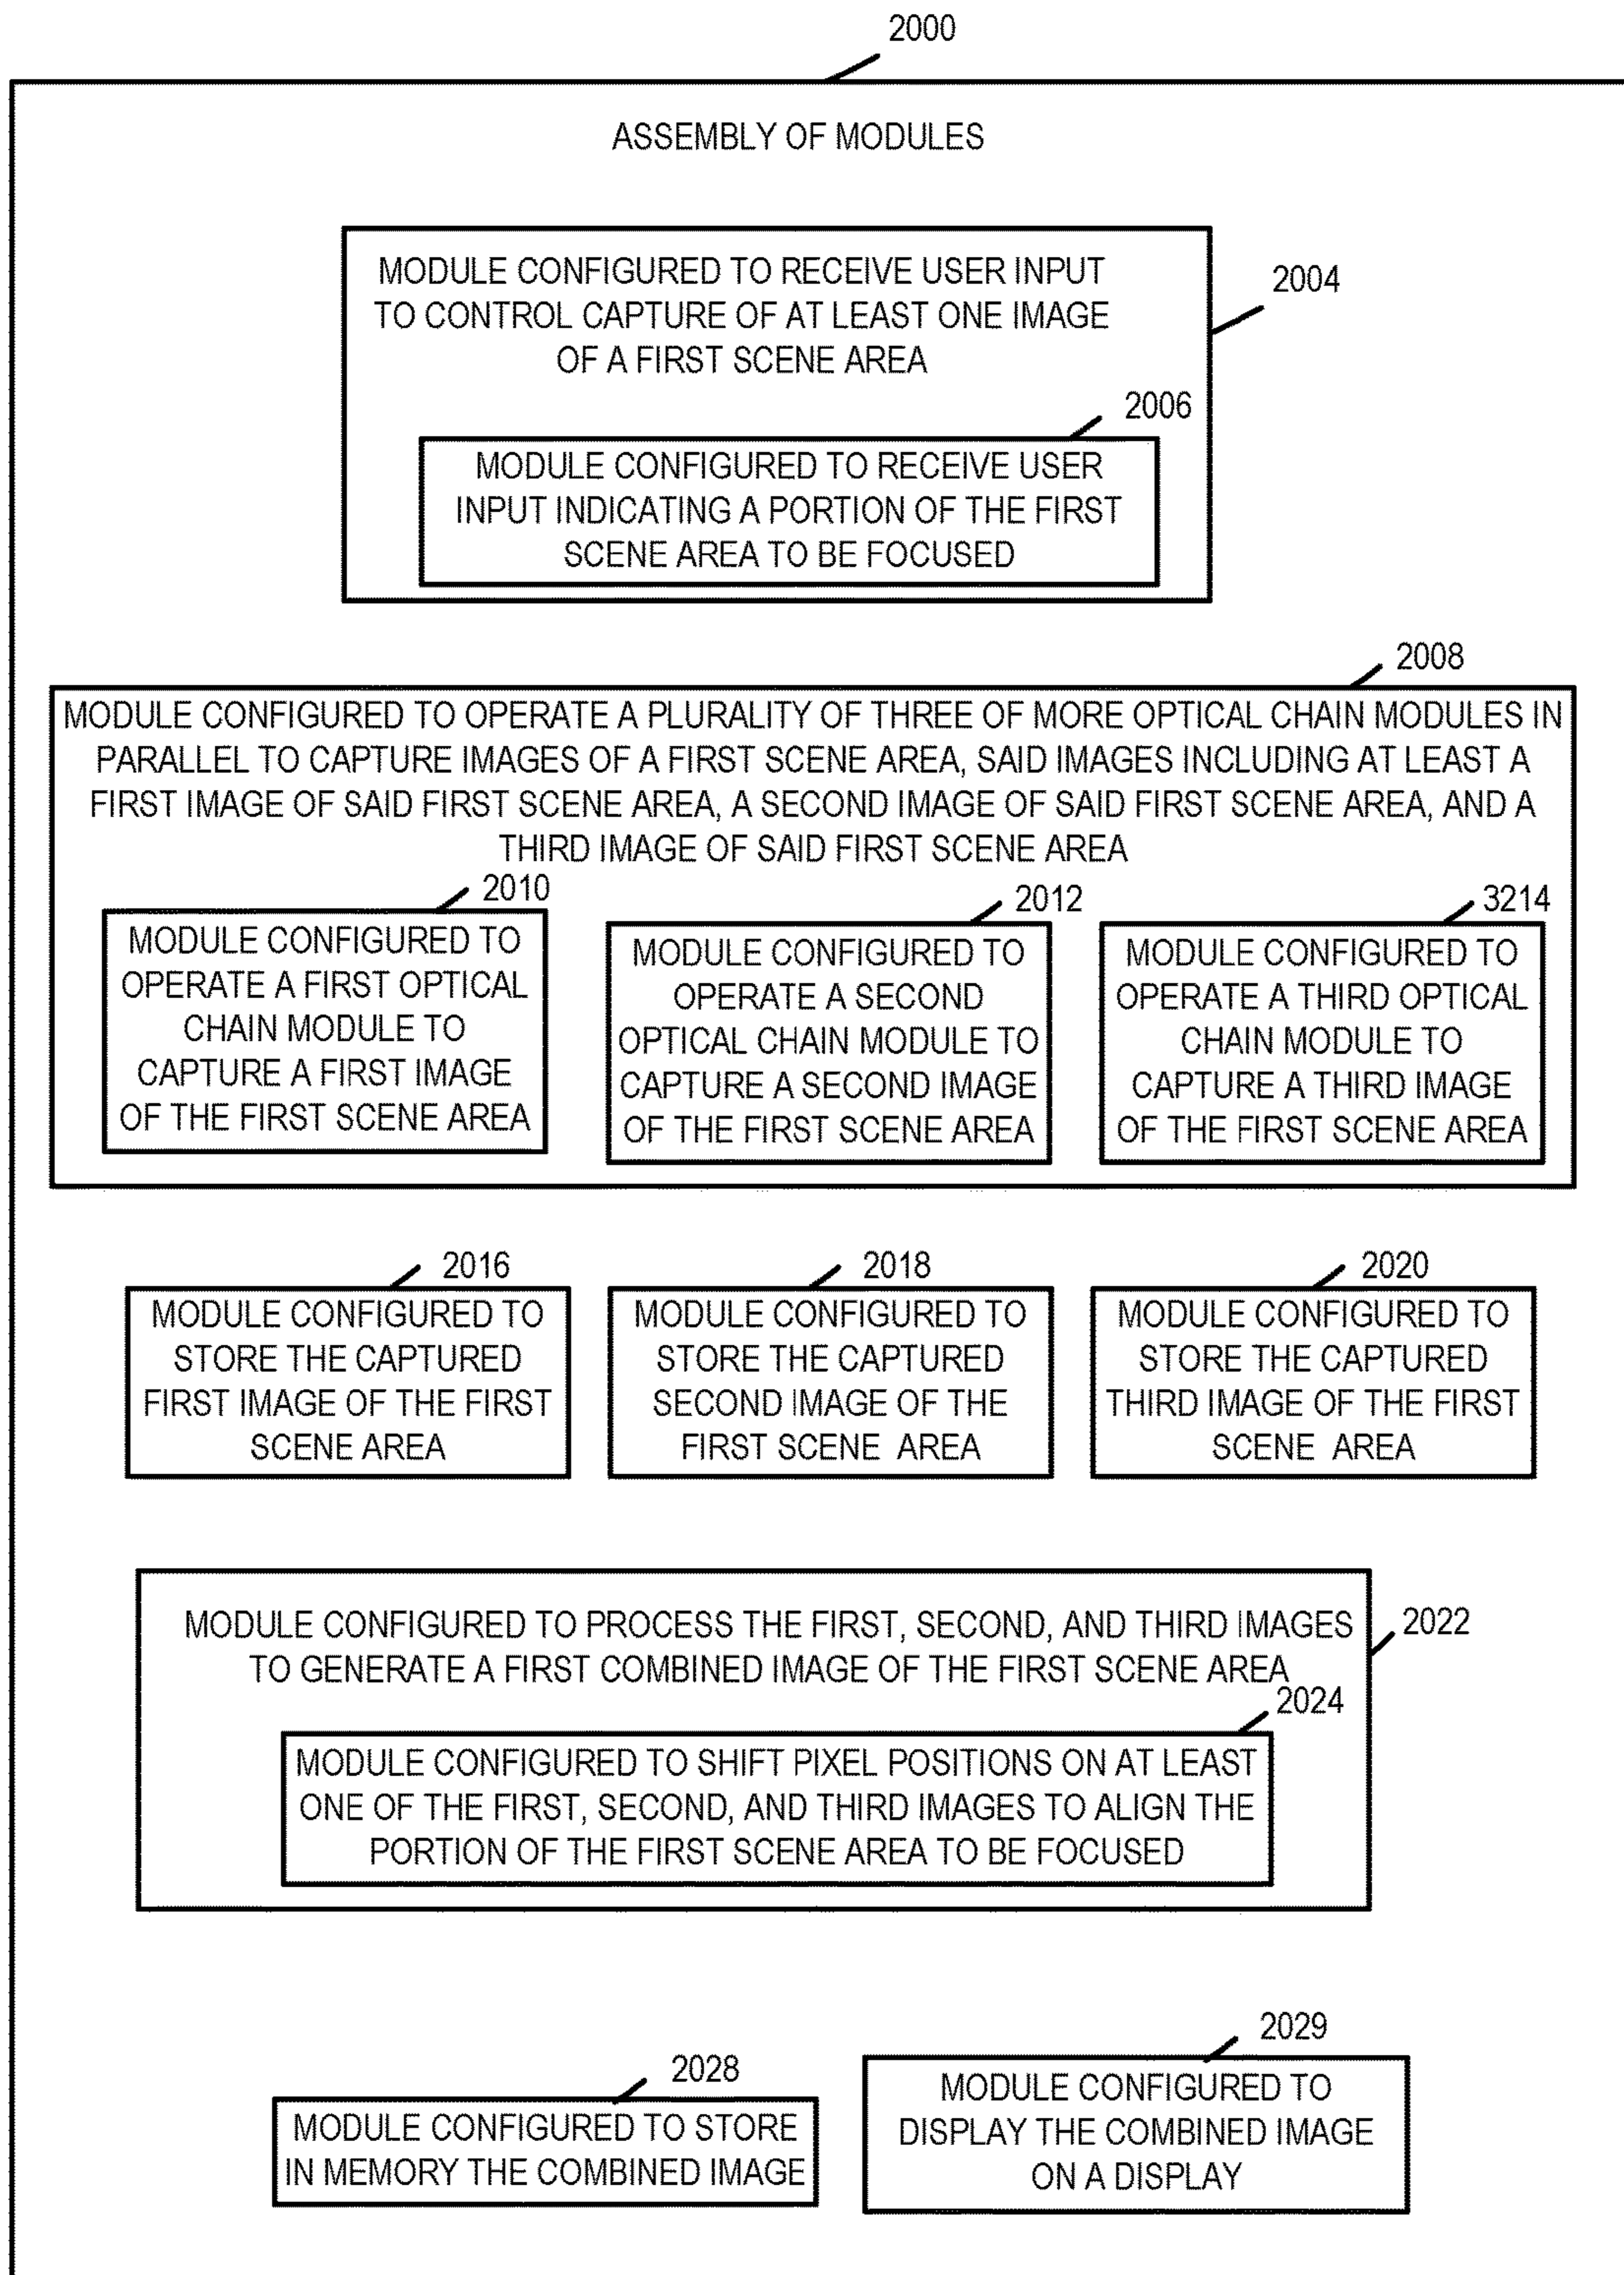 2000
ASSEMBLY OF MODULES
MODULE CONFIGURED TO RECEIVE USER INPUT
TO CONTROL CAPTURE OF AT LEAST ONE IMAGE
OF A FIRST SCENE AREA
2004
2006
MODULE CONFIGURED TO RECEIVE USER
INPUT INDICATING A PORTION OF THE FIRST
SCENE AREA TO BE FOCUSED
2008
MODULE CONFIGURED TO OPERATE A PLURALITY OF THREE OF MORE OPTICAL CHAIN MODULES IN
PARALLEL TO CAPTURE IMAGES OF A FIRST SCENE AREA, SAID IMAGES INCLUDING AT LEAST A
FIRST IMAGE OF SAID FIRST SCENE AREA, A SECOND IMAGE OF SAID FIRST SCENE AREA, AND A
THIRD IMAGE OF SAID FIRST SCENE AREA
2010
MODULE CONFIGURED TO
OPERATE A FIRST OPTICAL
CHAIN MODULE TO
CAPTURE A FIRST IMAGE
OF THE FIRST SCENE AREA
2012
MODULE CONFIGURED TO
OPERATE A SECOND
OPTICAL CHAIN MODULE TO
CAPTURE A SECOND IMAGE
OF THE FIRST SCENE AREA
3214
MODULE CONFIGURED TO
OPERATE A THIRD OPTICAL
CHAIN MODULE TO
CAPTURE A THIRD IMAGE
OF THE FIRST SCENE AREA
2016
MODULE CONFIGURED TO
STORE THE CAPTURED
FIRST IMAGE OF THE FIRST
SCENE AREA
2018
MODULE CONFIGURED TO
STORE THE CAPTURED
SECOND IMAGE OF THE
FIRST SCENE AREA
2020
MODULE CONFIGURED TO
STORE THE CAPTURED
THIRD IMAGE OF THE FIRST
SCENE AREA
MODULE CONFIGURED TO PROCESS THE FIRST, SECOND, AND THIRD IMAGES
TO GENERATE A FIRST COMBINED IMAGE OF THE FIRST SCENE AREA
2022
2024
MODULE CONFIGURED TO SHIFT PIXEL POSITIONS ON AT LEAST
ONE OF THE FIRST, SECOND, AND THIRD IMAGES TO ALIGN THE
PORTION OF THE FIRST SCENE AREA TO BE FOCUSED
2028
MODULE CONFIGURED TO STORE
IN MEMORY THE COMBINED IMAGE
2029
MODULE CONFIGURED TO
DISPLAY THE COMBINED IMAGE
ON A DISPLAY